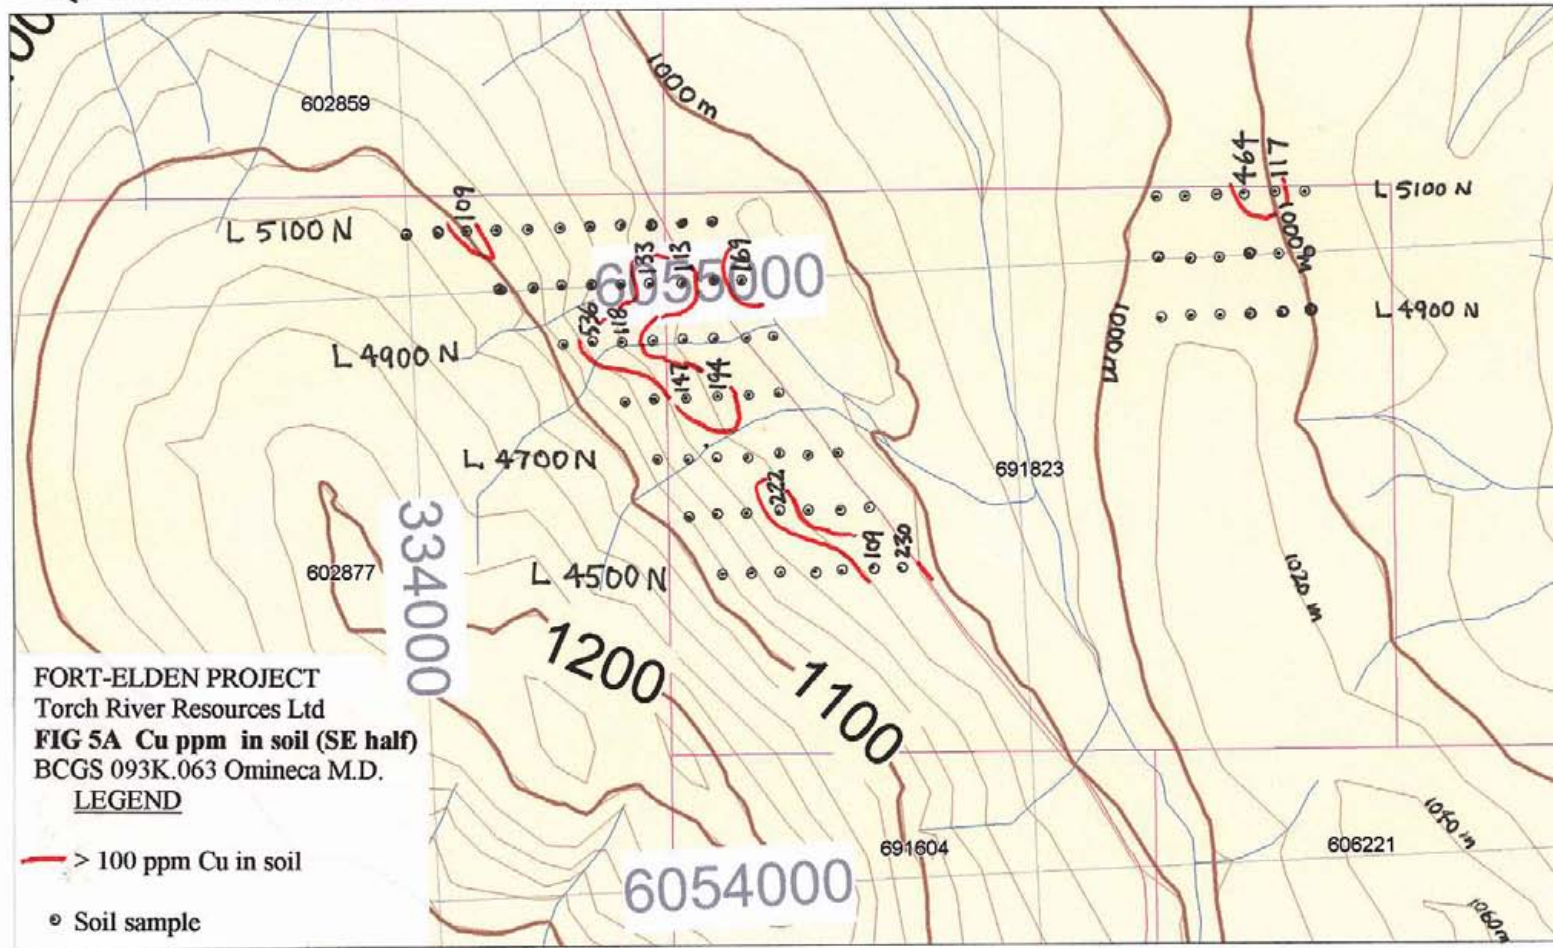 1000 m
602859
464
117
109
L 5100 N
L 5100 N
133
113
169
6055000
1000 m
536
118
L 4900 N
L 4900 N
1000 m
147
194
L 4700 N
691823
222
334000
109
230
602877
L 4500 N
1020 m
1200
1100
FORT-ELDEN PROJECT
Torch River Resources Ltd
FIG 5A Cu ppm in soil (SE half)
BCGS 093K.063 Omineca M.D.
LEGEND
> 100 ppm Cu in soil
Soil sample
6054000
691604
606221
1040 m
1060m